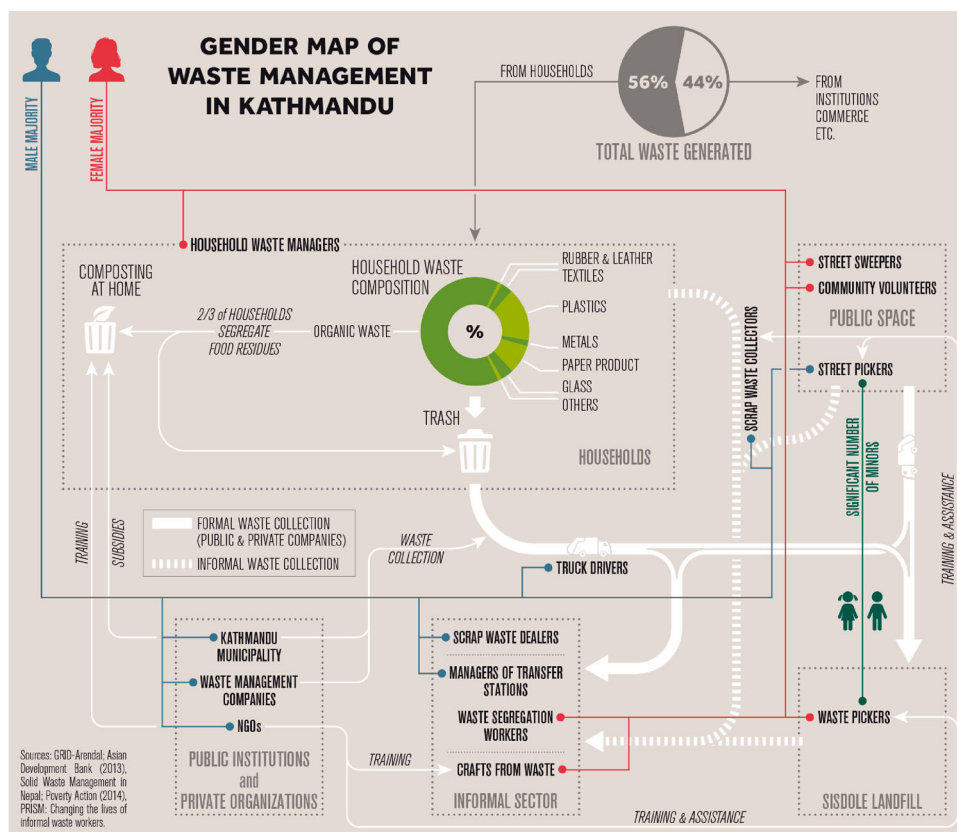 GENDER MAP OF
WASTE MANAGEMENT
IN KATHMANDU
MALE MAJORITY
FEMALE MAJORITY
FROM HOUSEHOLDS
56%
44%
FROM
INSTITUTIONS
COMMERCE
ETC.
TOTAL WASTE GENERATED
HOUSEHOLD WASTE MANAGERS
COMPOSTING
AT HOME
2/3 of HOUSEHOLDS
SEGREGATE
FOOD RESIDUES
ORGANIC WASTE
HOUSEHOLD WASTE
COMPOSITION
%
RUBBER & LEATHER
TEXTILES
PLASTICS
METALS
PAPER PRODUCT
GLASS
OTHERS
TRASH
HOUSEHOLDS
SCRAP WASTE COLLECTORS
STREET SWEEPERS
COMMUNITY VOLUNTEERS
PUBLIC SPACE
STREET PICKERS
SIGNIFICANT NUMBER
OF MINORS
TRAINING & ASSISTANCE
TRAINING
SUBSIDIES
FORMAL WASTE COLLECTION
(PUBLIC & PRIVATE COMPANIES)
INFORMAL WASTE COLLECTION
WASTE
COLLECTION
TRUCK DRIVERS
KATHMANDU
MUNICIPALITY
WASTE MANAGEMENT
COMPANIES
NGOs
PUBLIC INSTITUTIONS
and
PRIVATE ORGANIZATIONS
TRAINING
SCRAP WASTE DEALERS
MANAGERS OF TRANSFER
STATIONS
WASTE SEGREGATION
WORKERS
CRAFTS FROM WASTE
INFORMAL SECTOR
WASTE PICKERS
SISDOLE LANDFILL
TRAINING & ASSISTANCE
Sources: GRID-Arendal; Asian
Development Bank (2013),
Solid Waste Management in
Nepal; Poverty Action (2014),
PRISM: Changing the lives of
informal waste workers.